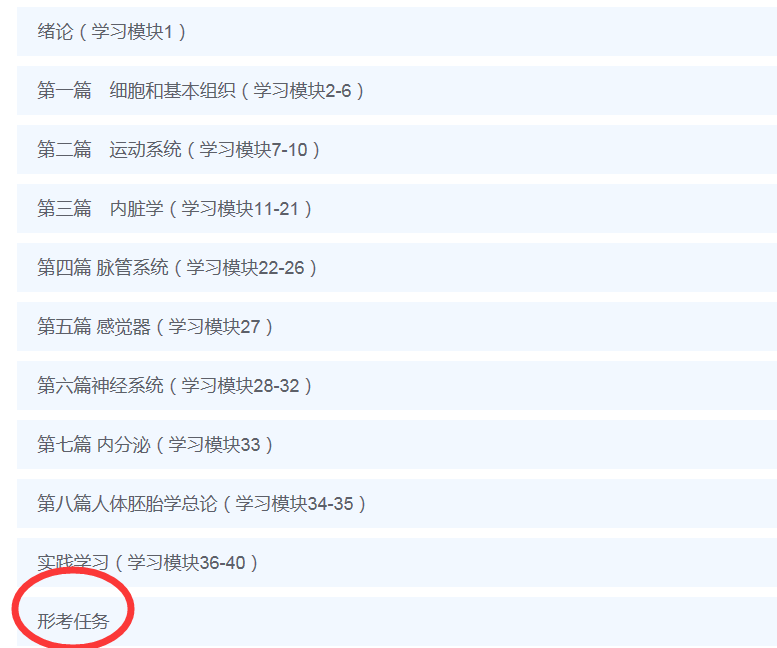 绪论（学习模块1）
第一篇　细胞和基本组织（学习模块2-6）
第二篇　运动系统（学习模块7-10）
第三篇　内脏学（学习模块11-21）
第四篇 脉管系统（学习模块22-26）
第五篇 感觉器（学习模块27）
第六篇神经系统（学习模块28-32）
第七篇 内分泌（学习模块33）
第八篇人体胚胎学总论（学习模块34-35）
实践学习（学习模块36-40）
形考任务